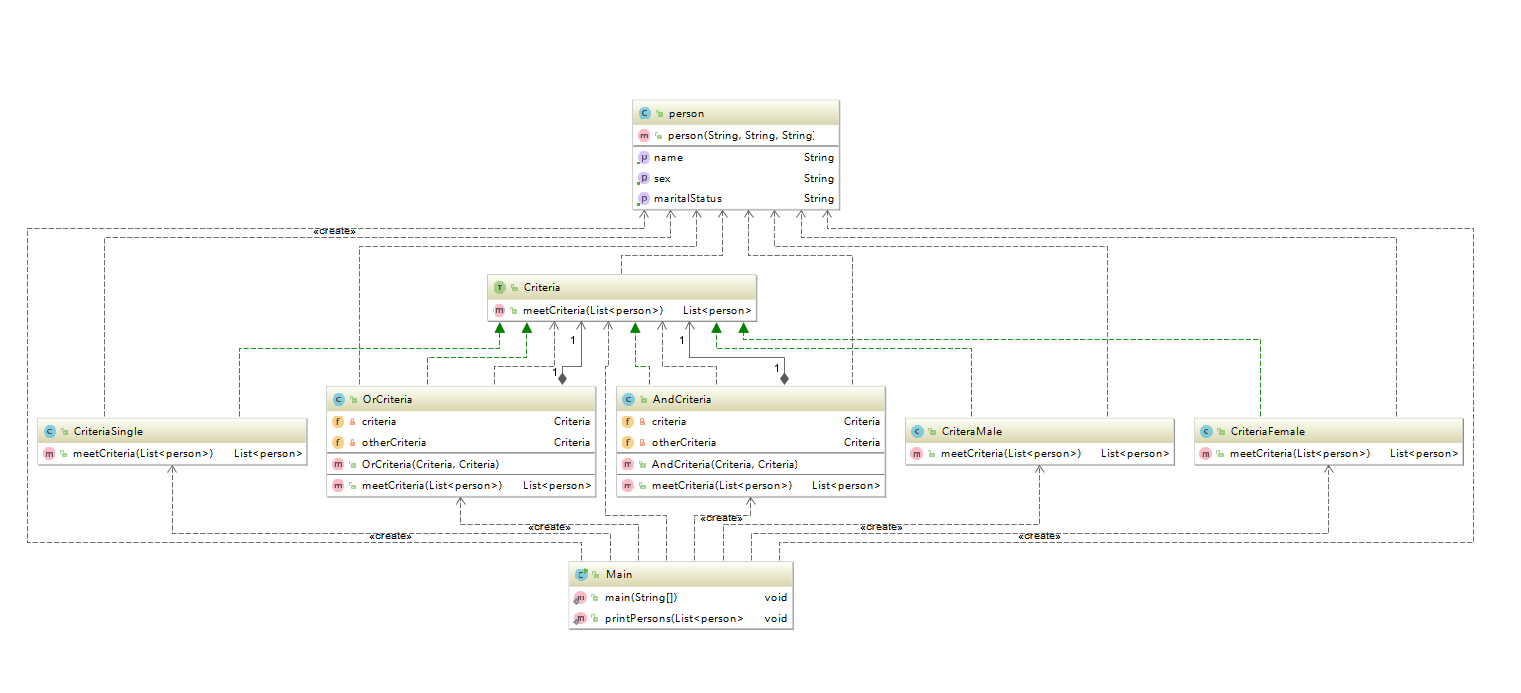 person
person(String, String, String)
name String
sex String
maritalStatus String
«create»
Criteria
meetCriteria(List<person>) List<person>
1
1
1
1
OrCriteria
criteria Criteria
otherCriteria Criteria
OrCriteria(Criteria, Criteria)
meetCriteria(List<person>) List<person>
AndCriteria
criteria Criteria
otherCriteria Criteria
AndCriteria(Criteria, Criteria)
meetCriteria(List<person>) List<person>
CriteriaSingle
meetCriteria(List<person>) List<person>
CriteraMale
meetCriteria(List<person>) List<person>
CriteriaFemale
meetCriteria(List<person>) List<person>
«create»
«create»
«create»
«create»
«create»
Main
main(String[]) void
printPersons(List<person> void